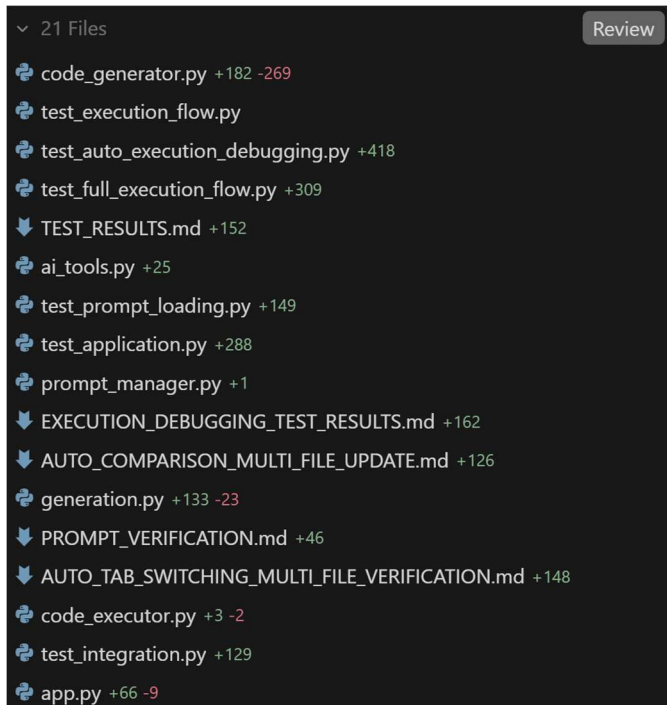 21 Files Review
code_generator.py +182 -269
test_execution_flow.py
test_auto_execution_debugging.py +418
test_full_execution_flow.py +309
TEST_RESULTS.md +152
ai_tools.py +25
test_prompt_loading.py +149
test_application.py +288
prompt_manager.py +1
EXECUTION_DEBUGGING_TEST_RESULTS.md +162
AUTO_COMPARISON_MULTI_FILE_UPDATE.md +126
generation.py +133 -23
PROMPT_VERIFICATION.md +46
AUTO_TAB_SWITCHING_MULTI_FILE_VERIFICATION.md +148
code_executor.py +3 -2
test_integration.py +129
app.py +66 -9